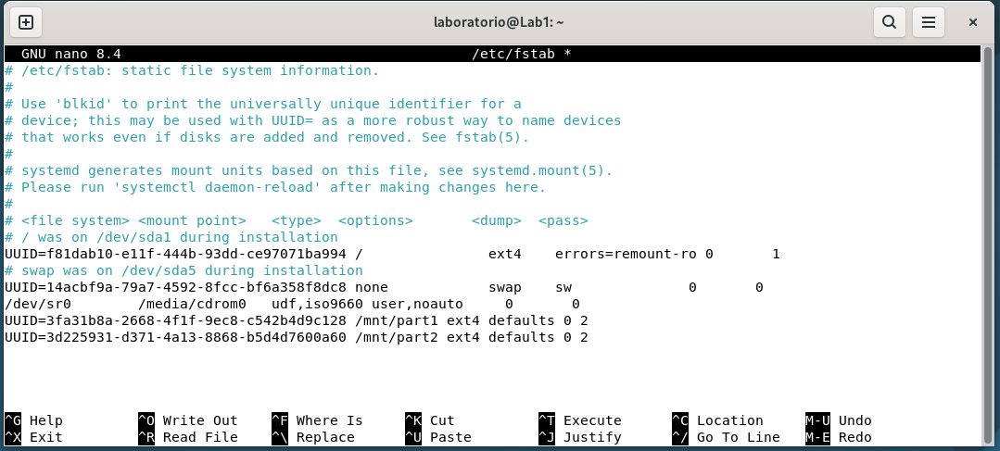 laboratorio@Lab1: ~
GNU nano 8.4 /etc/fstab *
# /etc/fstab: static file system information.
#
# Use 'blkid' to print the universally unique identifier for a
# device; this may be used with UUID= as a more robust way to name devices
# that works even if disks are added and removed. See fstab(5).
#
# systemd generates mount units based on this file, see systemd.mount(5).
# Please run 'systemctl daemon-reload' after making changes here.
#
# <file system> <mount point>   <type>  <options>       <dump>  <pass>
# / was on /dev/sda1 during installation
UUID=f81dab10-e11f-444b-93dd-ce97071ba994 /               ext4    errors=remount-ro 0       1
# swap was on /dev/sda5 during installation
UUID=14acbf9a-79a7-4592-8fcc-bf6a358f8dc8 none            swap    sw              0       0
/dev/sr0        /media/cdrom0   udf,iso9660 user,noauto     0       0
UUID=3fa31b8a-2668-4f1f-9ec8-c542b4d9c128 /mnt/part1 ext4 defaults 0 2
UUID=3d225931-d371-4a13-8868-b5d4d7600a60 /mnt/part2 ext4 defaults 0 2
^G Help ^O Write Out ^F Where Is ^K Cut ^T Execute ^C Location M-U Undo
^X Exit ^R Read File ^\ Replace ^U Paste ^J Justify ^/ Go To Line M-E Redo